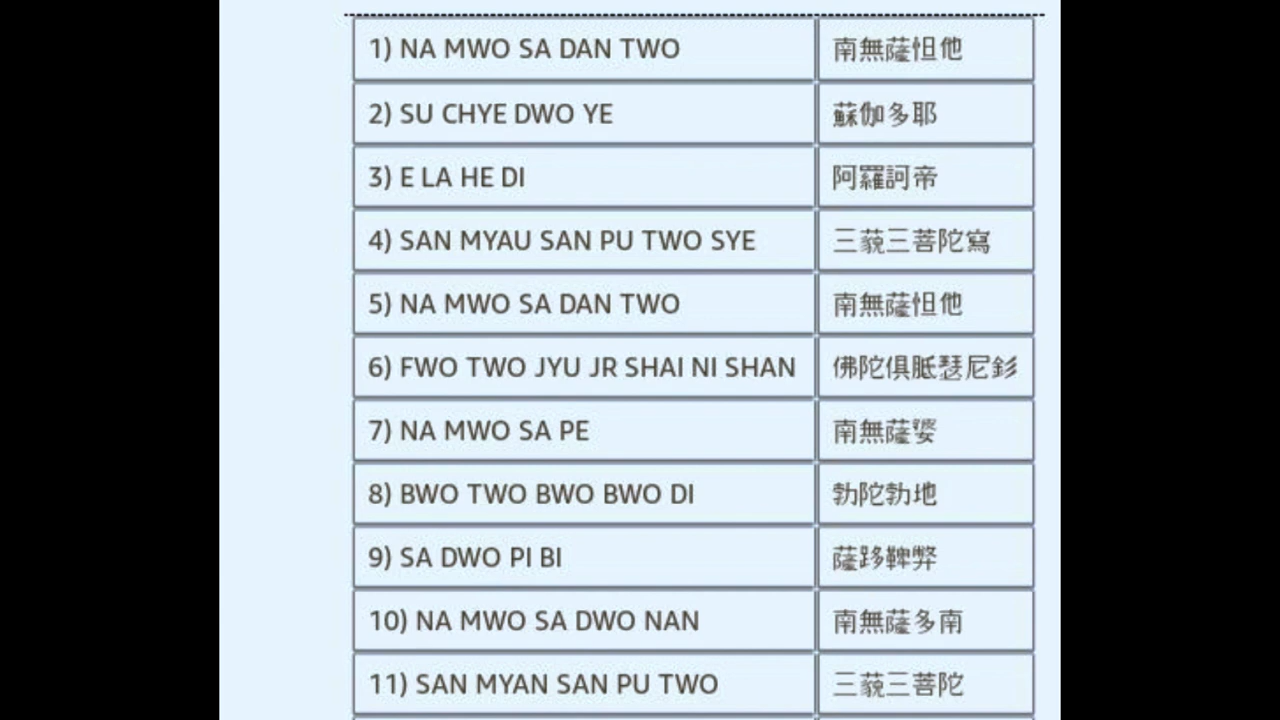 1) NA MWO SA DAN TWO 南無薩怛他
2) SU CHYE DWO YE 蘇伽多耶
3) E LA HE DI 阿羅訶帝
4) SAN MYAU SAN PU TWO SYE 三藐三菩陀寫
5) NA MWO SA DAN TWO 南無薩怛他
6) FWO TWO JYU JR SHAI NI SHAN 佛陀俱胝瑟尼釤
7) NA MWO SA PE 南無薩婆
8) BWO TWO BWO BWO DI 勃陀勃地
9) SA DWO PI BI 薩跢鞞弊
10) NA MWO SA DWO NAN 南無薩多南
11) SAN MYAN SAN PU TWO 三藐三菩陀